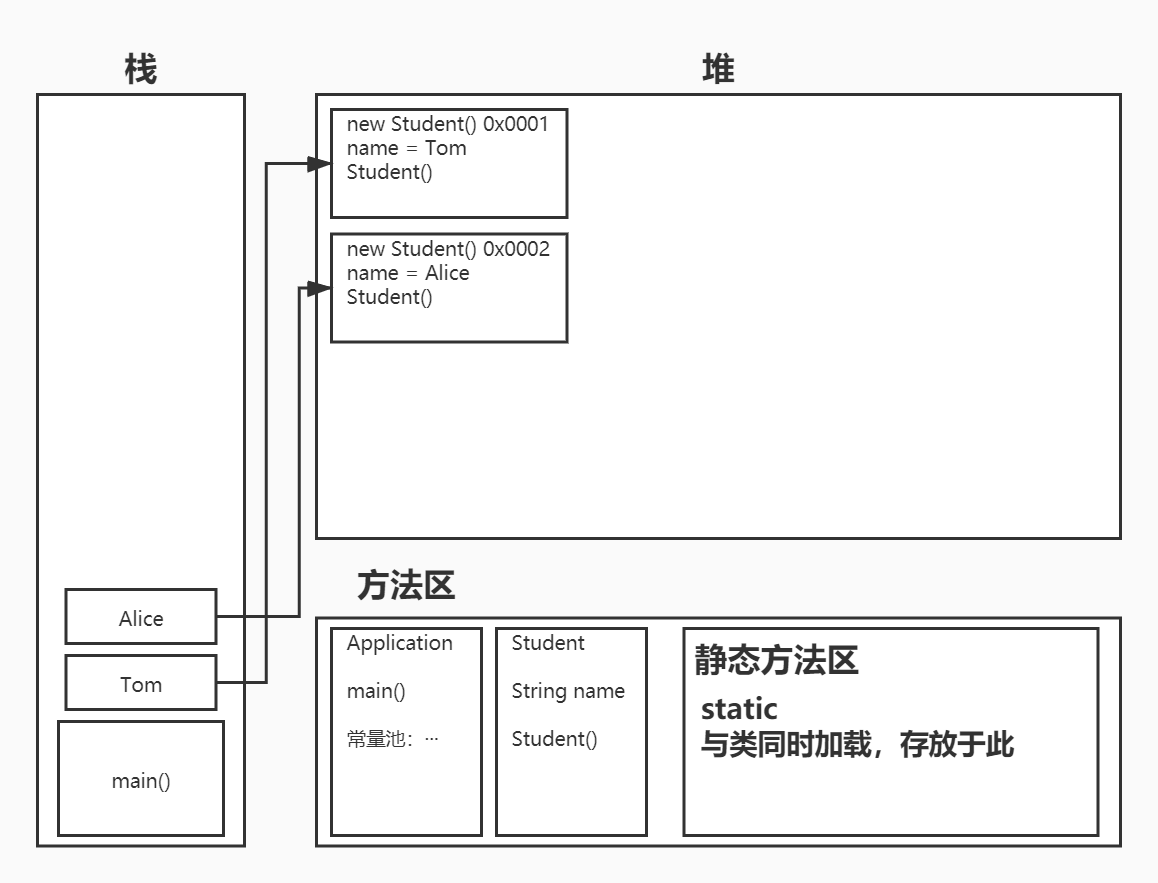 栈
堆
new Student() 0x0001
name = Tom
Student()
new Student() 0x0002
name = Alice
Student()
Alice
Tom
main()
方法区
Application
main()
常量池：...
Student
String name
Student()
静态方法区
static
与类同时加载，存放于此